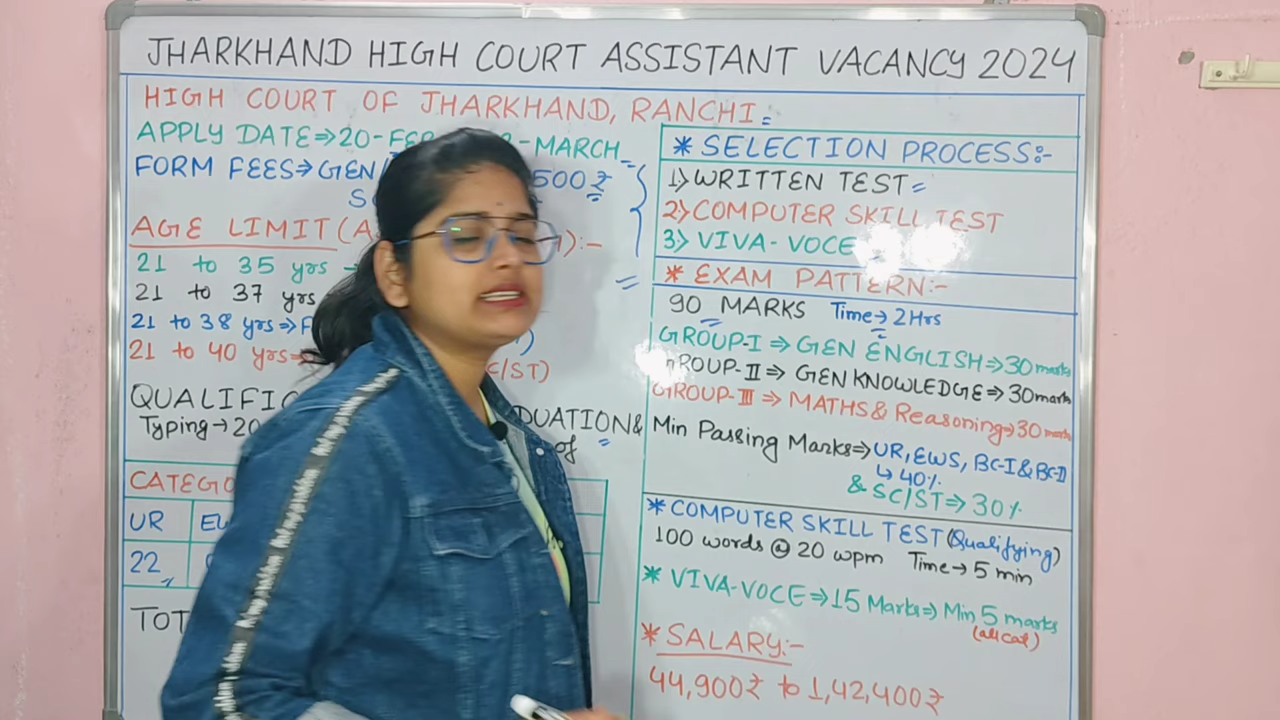 JHARKHAND HIGH COURT ASSISTANT VACANCY 2024
HIGH COURT OF JHARKHAND, RANCHI:
APPLY DATE⇒20-FE -MARCH
FORM FEES⇒GEN/ 500₹
AGE LIMIT ( ):-
21 to 35 yrs
21 to 37 yrs
21 to 38 yrs⇒
21 to 40 yrs⇒ /ST)
QUALIFIC DUATION&
Typing→20 of
CATEGO
UR
22
TOT
* SELECTION PROCESS:-
1) WRITTEN TEST
2) COMPUTER SKILL TEST
3) VIVA-VOCE
* EXAM PATTERN:-
90 MARKS Time→2Hrs
GROUP-I ⇒ GEN ENGLISH⇒30 marks
GROUP-II ⇒ GEN KNOWLEDGE⇒30 mark
GROUP-III ⇒ MATHS & Reasoning→30 marks
Min Passing Marks⇒UR, EWS, BC-I & BC-II
↳ 40%
& SC/ST⇒30%
* COMPUTER SKILL TEST (Qualifying)
100 words @ 20 wpm Time→5 min
* VIVA-VOCE⇒15 Marks⇒Min 5 marks
(all cat)
* SALARY:-
44,900₹ to 1,42,400₹